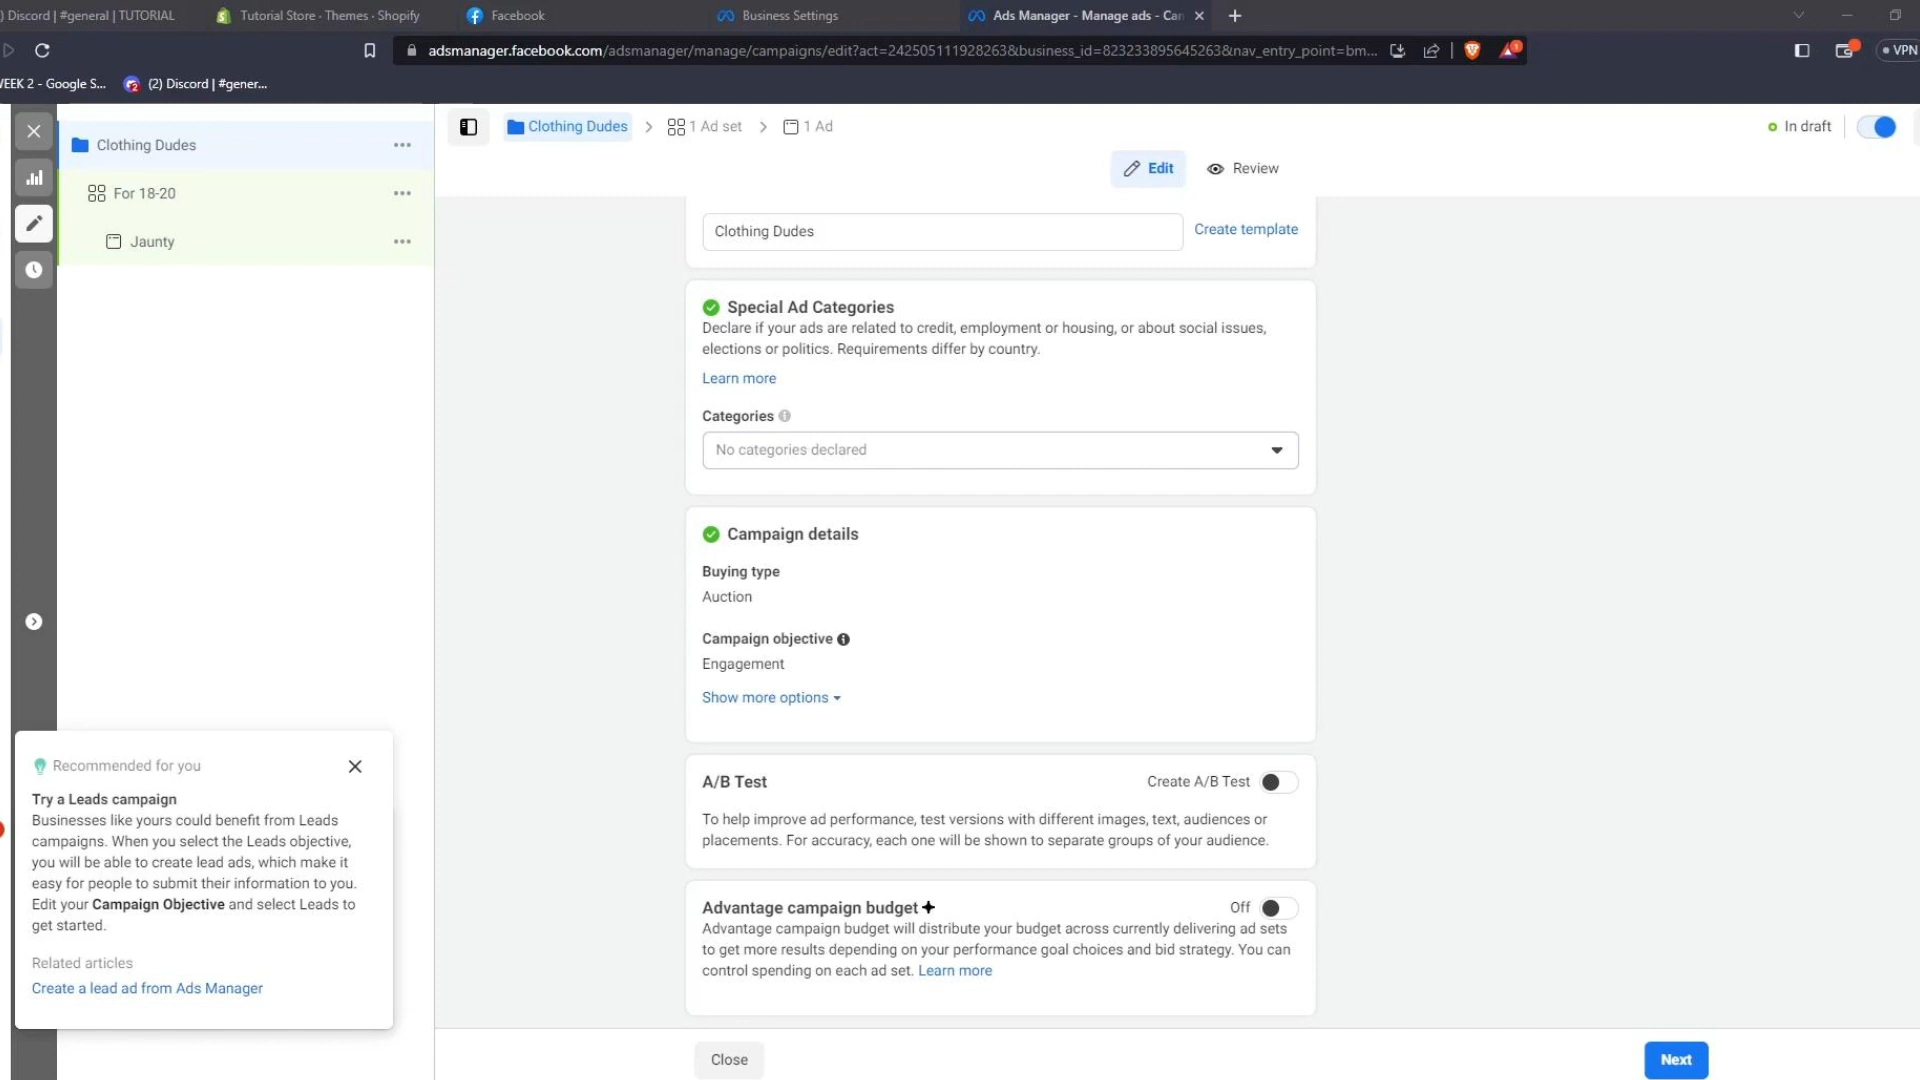 ) Discord | #general | TUTORIAL
Tutorial Store · Themes · Shopify
Facebook
Business Settings
Ads Manager - Manage ads - Can
adsmanager.facebook.com/adsmanager/manage/campaigns/edit?act=242505111928263&business_id=823233895645263&nav_entry_point=bm...
1
VPN
WEEK 2 - Google S...
2
(2) Discord | #gener...
Clothing Dudes
For 18-20
Jaunty
Clothing Dudes
1 Ad set
1 Ad
In draft
Edit
Review
Clothing Dudes
Create template
Special Ad Categories
Declare if your ads are related to credit, employment or housing, or about social issues,
elections or politics. Requirements differ by country.
Learn more
Categories
No categories declared
Campaign details
Buying type
Auction
Campaign objective
Engagement
Show more options
A/B Test
Create A/B Test
To help improve ad performance, test versions with different images, text, audiences or
placements. For accuracy, each one will be shown to separate groups of your audience.
Advantage campaign budget
Off
Advantage campaign budget will distribute your budget across currently delivering ad sets
to get more results depending on your performance goal choices and bid strategy. You can
control spending on each ad set. Learn more
Recommended for you
Try a Leads campaign
Businesses like yours could benefit from Leads
campaigns. When you select the Leads objective,
you will be able to create lead ads, which make it
easy for people to submit their information to you.
Edit your Campaign Objective and select Leads to
get started.
Related articles
Create a lead ad from Ads Manager
Close
Next